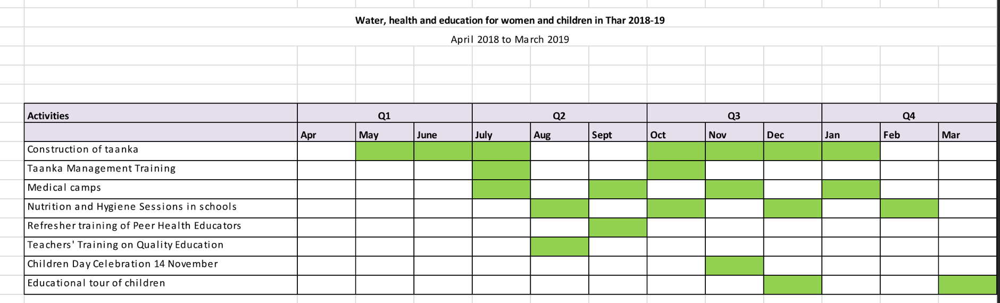 Water, health and education for women and children in Thar 2018-19
April 2018 to March 2019
Activities Q1 Q2 Q3 Q4
Apr May June July Aug Sept Oct Nov Dec Jan Feb Mar
Construction of taanka
Taanka Management Training
Medical camps
Nutrition and Hygiene Sessions in schools
Refresher training of Peer Health Educators
Teachers' Training on Quality Education
Children Day Celebration 14 November
Educational tour of children